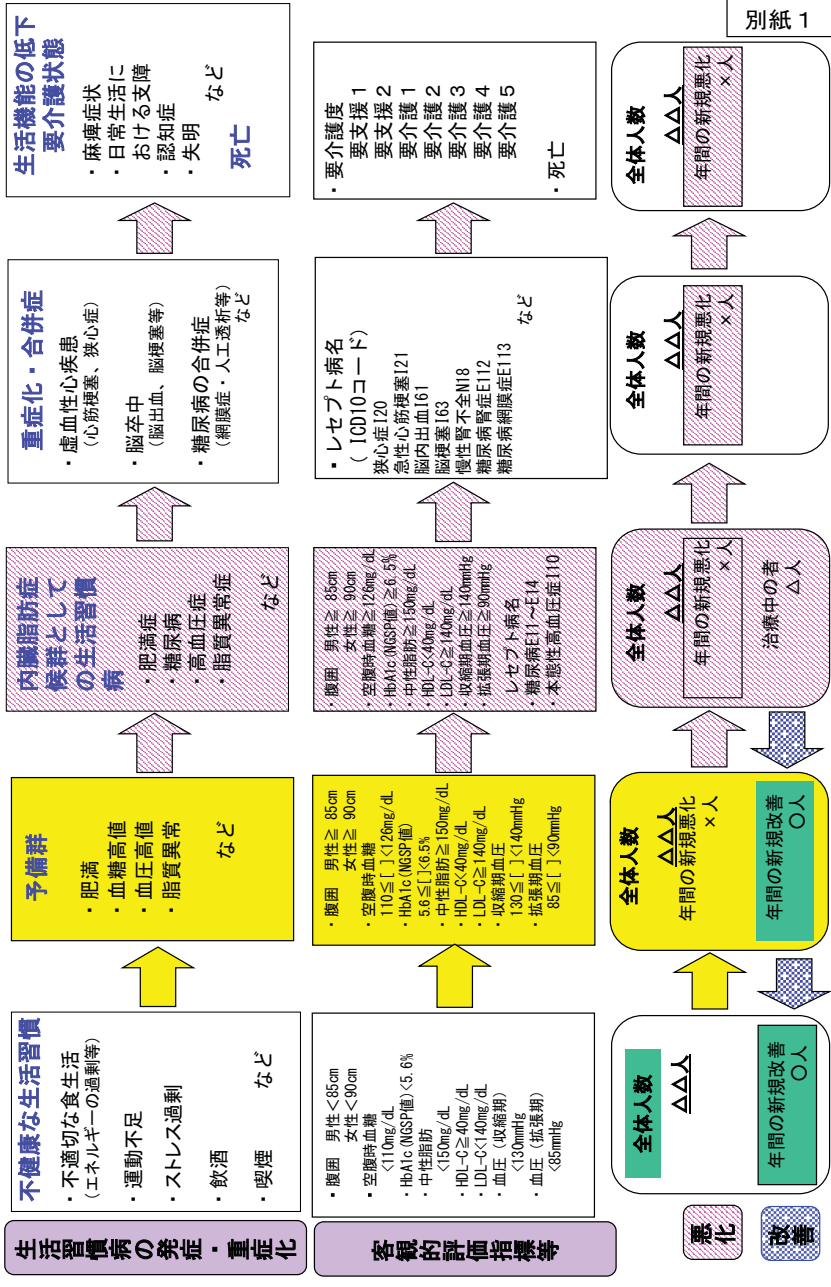 別紙１
生活習慣病の発症・重症化
不健康な生活習慣
・不適切な食生活
（エネルギーの過剰等）
・運動不足
・ストレス過剰
・飲酒
・喫煙
など
予備群
・肥満
・血糖高値
・血圧高値
・脂質異常
など
内臓脂肪症
候群として
の生活習慣
病
・肥満症
・糖尿病
・高血圧症
・脂質異常症
など
重症化・合併症
・虚血性心疾患
（心筋梗塞、狭心症）
・脳卒中
（脳出血、脳梗塞等）
・糖尿病の合併症
（網膜症・人工透析等）
など
生活機能の低下
要介護状態
・麻痺症状
・日常生活に
おける支障
・認知症
・失明
など
死亡
客観的評価指標等
・腹囲　男性＜85cm
女性＜90cm
・空腹時血糖
＜110mg/dL
・HbA1c(NGSP値)＜5.6%
・中性脂肪
＜150mg/dL
・HDL-C≧40mg/dL
・LDL-C＜140mg/dL
・血圧（収縮期）
＜130mmHg
・血圧（拡張期）
＜85mmHg
・腹囲　男性≧ 85cm
女性≧ 90cm
・空腹時血糖
110≦[ ]＜126mg/dL
・HbA1c(NGSP値)
5.6≦[ ]＜6.5%
・中性脂肪≧150mg/dL
・HDL-C＜40mg/dL
・LDL-C≧140mg/dL
・収縮期血圧
130≦[ ]＜140mmHg
・拡張期血圧
85≦[ ]＜90mmHg
・腹囲　男性≧ 85cm
女性≧ 90cm
・空腹時血糖≧126mg/dL
・HbA1c(NGSP値)≧6.5%
・中性脂肪≧150mg/dL
・HDL-C＜40mg/dL
・LDL-C≧140mg/dL
・収縮期血圧≧140mmHg
・拡張期血圧≧90mmHg
レセプト病名
・糖尿病E11～E14
・本態性高血圧症I10
・レセプト病名
（ICD10コード）
狭心症I20
急性心筋梗塞I21
脳内出血I61
脳梗塞I63
慢性腎不全N18
糖尿病腎症E112
糖尿病網膜症E113
など
・要介護度
要支援１
要支援２
要介護１
要介護２
要介護３
要介護４
要介護５
・死亡
悪化
改善
全体人数
△△人
年間の新規改善
○人
全体人数
△△人
年間の新規悪化
×人
年間の新規改善
○人
全体人数
△△人
年間の新規悪化
×人
治療中の者
△人
全体人数
△△人
年間の新規悪化
×人
全体人数
△△人
年間の新規悪化
×人